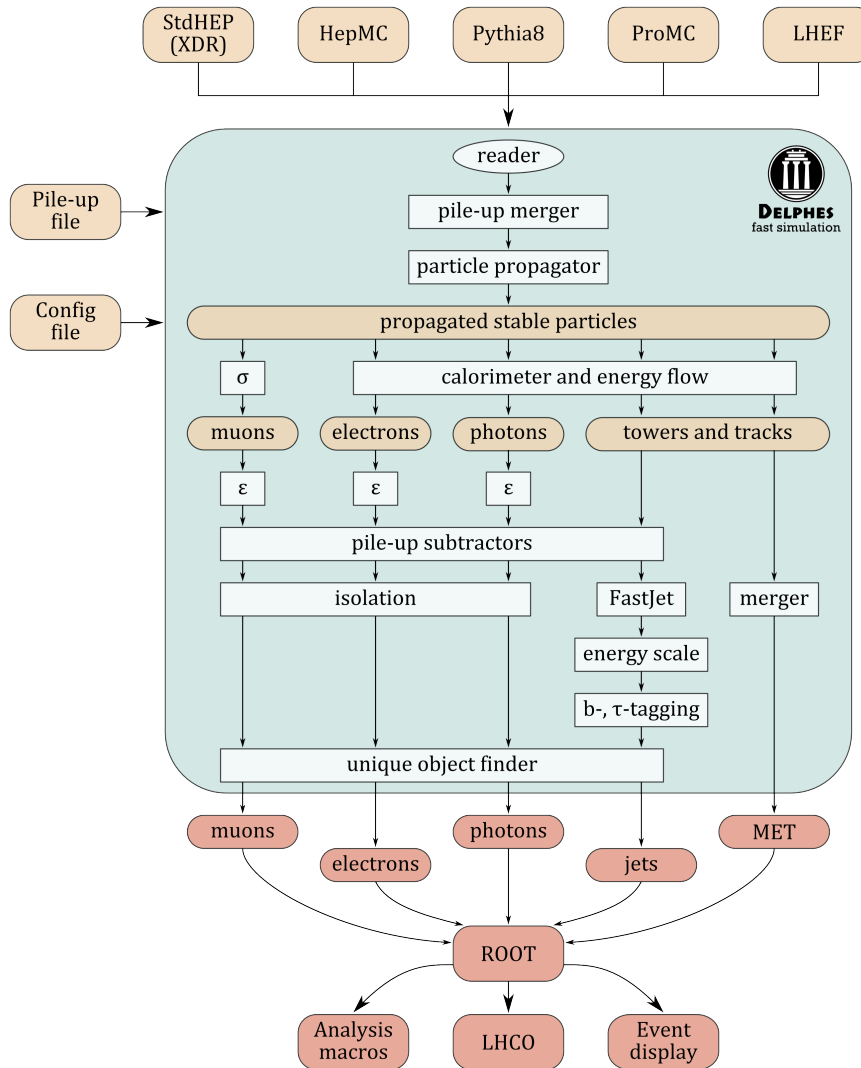 StdHEP
(XDR)
HepMC
Pythia8
ProMC
LHEF
reader
DELPHES
fast simulation
Pile-up
file
pile-up merger
particle propagator
Config
file
propagated stable particles
σ
calorimeter and energy flow
muons
electrons
photons
towers and tracks
ε
ε
ε
pile-up subtractors
isolation
FastJet
merger
energy scale
b-, τ-tagging
unique object finder
muons
photons
MET
electrons
jets
ROOT
Analysis
macros
LHCO
Event
display